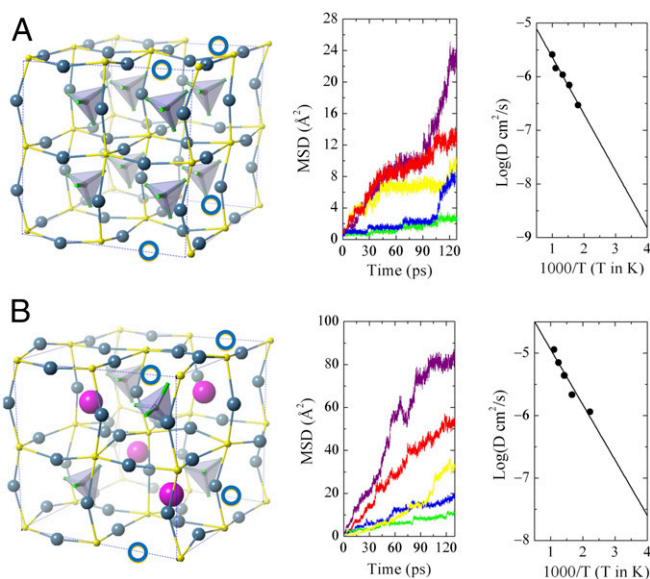 A
MSD (Å²)
28
24
20
16
12
8
4
0
0 30 60 90 120
Time (ps)
Log(D cm²/s)
-5
-6
-7
-8
-9
1 2 3 4
1000/T (T in K)
B
MSD (Å²)
100
80
60
40
20
0
0 30 60 90 120
Time (ps)
Log(D cm²/s)
-5
-6
-7
-8
1 2 3 4
1000/T (T in K)